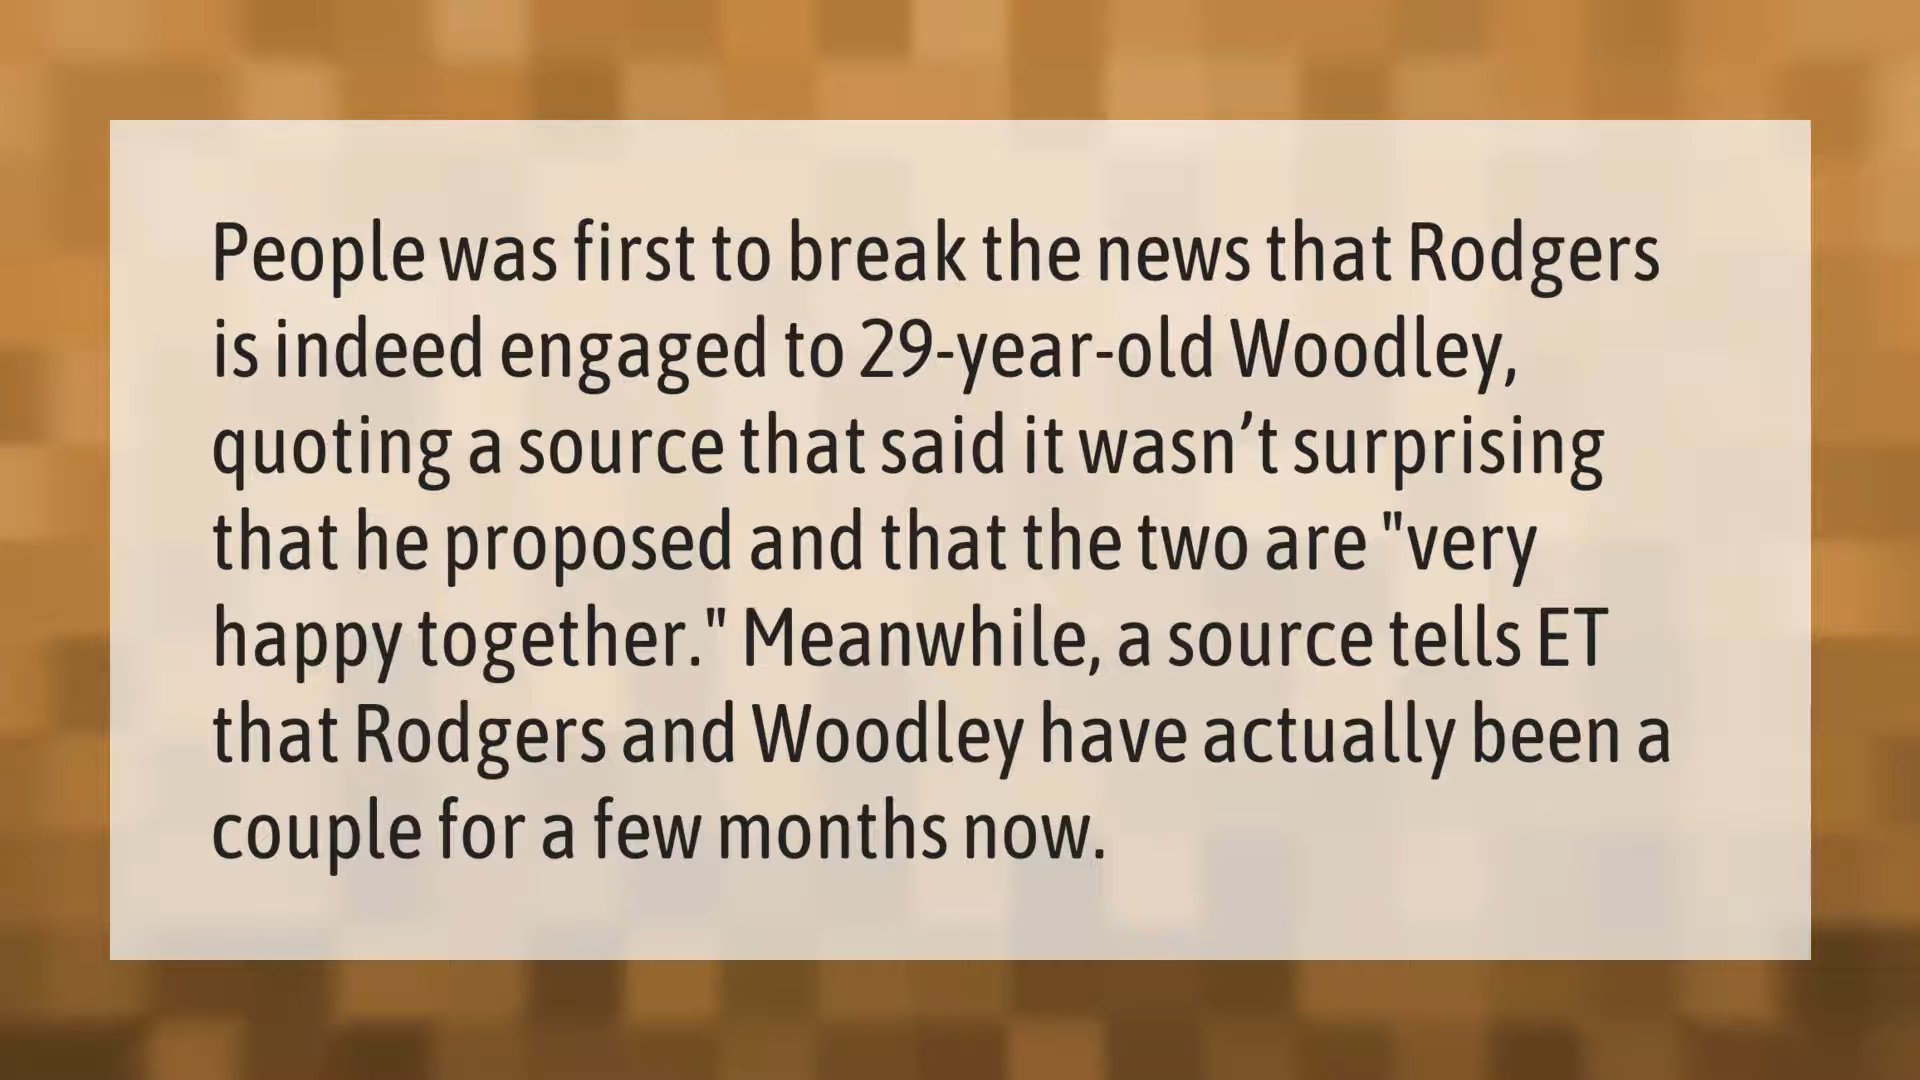 People was first to break the news that Rodgers
is indeed engaged to 29-year-old Woodley,
quoting a source that said it wasn’t surprising
that he proposed and that the two are "very
happy together." Meanwhile, a source tells ET
that Rodgers and Woodley have actually been a
couple for a few months now.